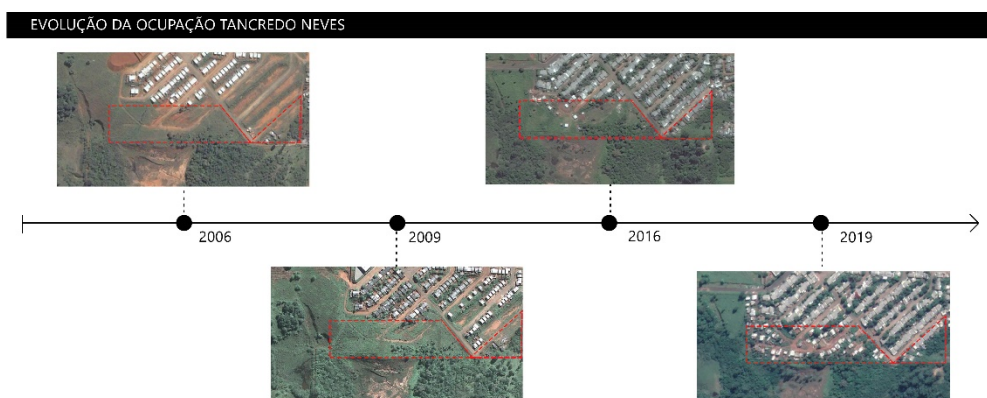 EVOLUÇÃO DA OCUPAÇÃO TANCREDO NEVES
2006
2009
2016
2019